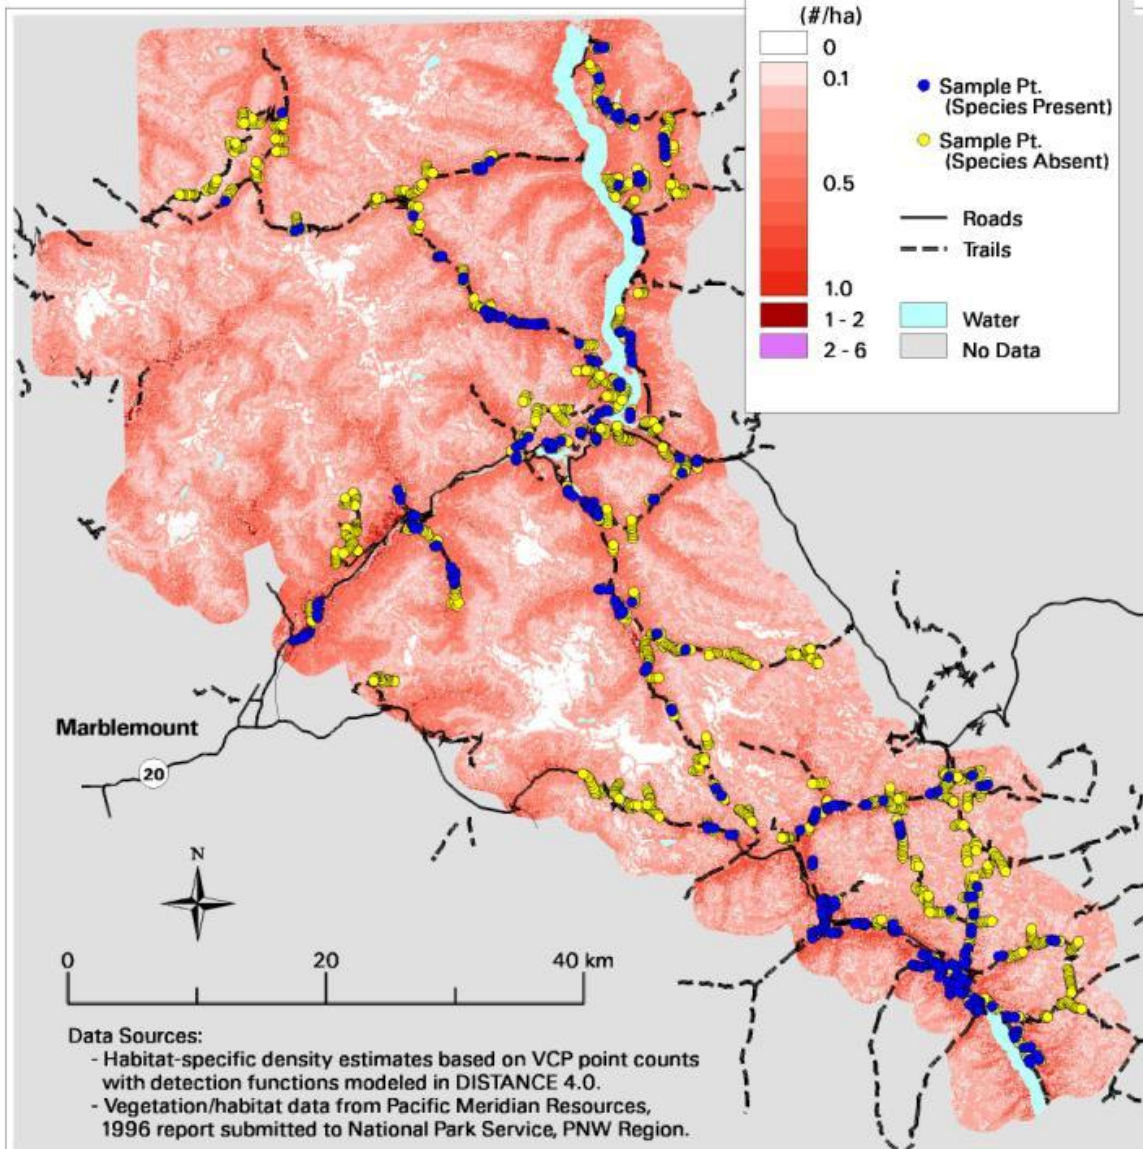 (#/ha)
0
0.1
0.5
1.0
1 - 2
2 - 6
Sample Pt.
(Species Present)
Sample Pt.
(Species Absent)
Roads
Trails
Water
No Data
Marblemount
20
N
0 20 40 km
Data Sources:
- Habitat-specific density estimates based on VCP point counts
with detection functions modeled in DISTANCE 4.0.
- Vegetation/habitat data from Pacific Meridian Resources,
1996 report submitted to National Park Service, PNW Region.